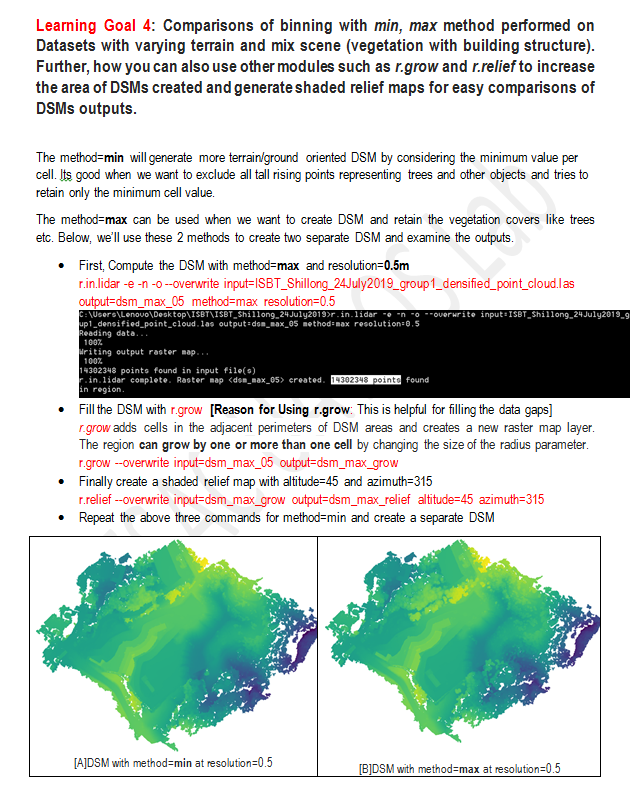 Learning Goal 4: Comparisons of binning with min, max method performed on
Datasets with varying terrain and mix scene (vegetation with building structure).
Further, how you can also use other modules such as r.grow and r.relief to increase
the area of DSMs created and generate shaded relief maps for easy comparisons of
DSMs outputs.
The method=min will generate more terrain/ground oriented DSM by considering the minimum value per
cell. Its good when we want to exclude all tall rising points representing trees and other objects and tries to
retain only the minimum cell value.
The method=max can be used when we want to create DSM and retain the vegetation covers like trees
etc. Below, we'll use these 2 methods to create two separate DSM and examine the outputs.
• First, Compute the DSM with method=max and resolution=0.5m
r.in.lidar -e -n -o --overwrite input=ISBT_Shillong_24July2019_group1_densified_point_cloud.las
output=dsm_max_05 method=max resolution=0.5
C:\Users\Lenovo\Desktop\ISBT\ISBT_Shillong_24July2019>r.in.lidar -e -n -o --overwrite input=ISBT_Shillong_24July2019_g
up1_densified_point_cloud.las output=dsm_max_05 method=max resolution=0.5
Reading data...
100%
Writing output raster map...
100%
14302348 points found in input file(s)
r.in.lidar complete. Raster map <dsm_max_05> created. 14302348 points found
in region.
• Fill the DSM with r.grow [Reason for Using r.grow: This is helpful for filling the data gaps]
r.grow adds cells in the adjacent perimeters of DSM areas and creates a new raster map layer.
The region can grow by one or more than one cell by changing the size of the radius parameter.
r.grow --overwrite input=dsm_max_05 output=dsm_max_grow
• Finally create a shaded relief map with altitude=45 and azimuth=315
r.relief --overwrite input=dsm_max_grow output=dsm_max_relief altitude=45 azimuth=315
• Repeat the above three commands for method=min and create a separate DSM
[A]DSM with method=min at resolution=0.5
[B]DSM with method=max at resolution=0.5